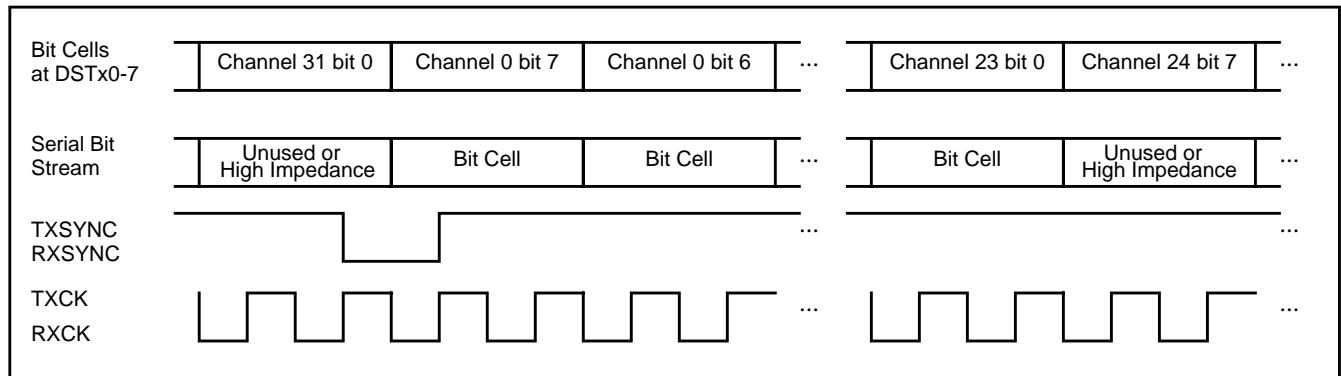 Bit Cells
at DSTx0-7
Channel 31 bit 0
Channel 0 bit 7
Channel 0 bit 6
...
Channel 23 bit 0
Channel 24 bit 7
...
Serial Bit
Stream
Unused or
High Impedance
Bit Cell
Bit Cell
...
Bit Cell
Unused or
High Impedance
...
TXSYNC
RXSYNC
...
...
TXCK
RXCK
...
...